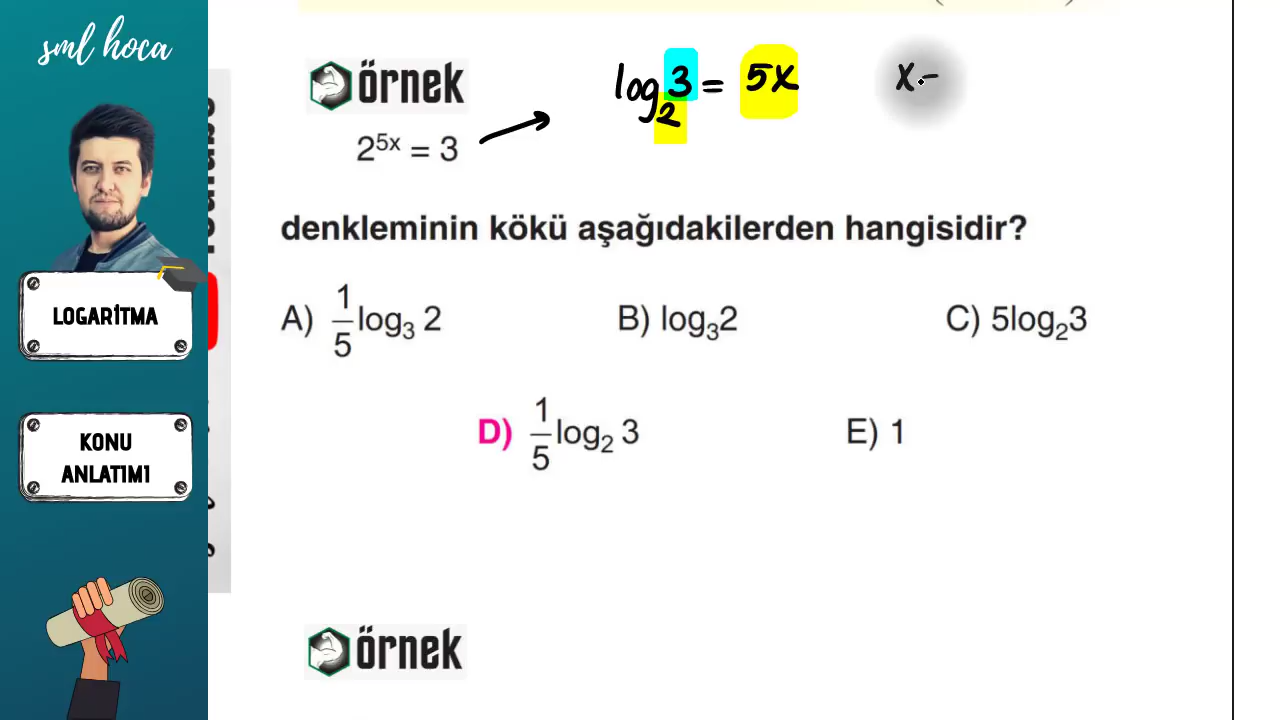 sml hoca
LOGARİTMA
KONU
ANLATIMI
örnek
2^{5x} = 3
log_2 3 = 5x
x =
denkleminin kökü aşağıdakilerden hangisidir?
A) 1/5 log_3 2
B) log_3 2
C) 5log_2 3
D) 1/5 log_2 3
E) 1
örnek